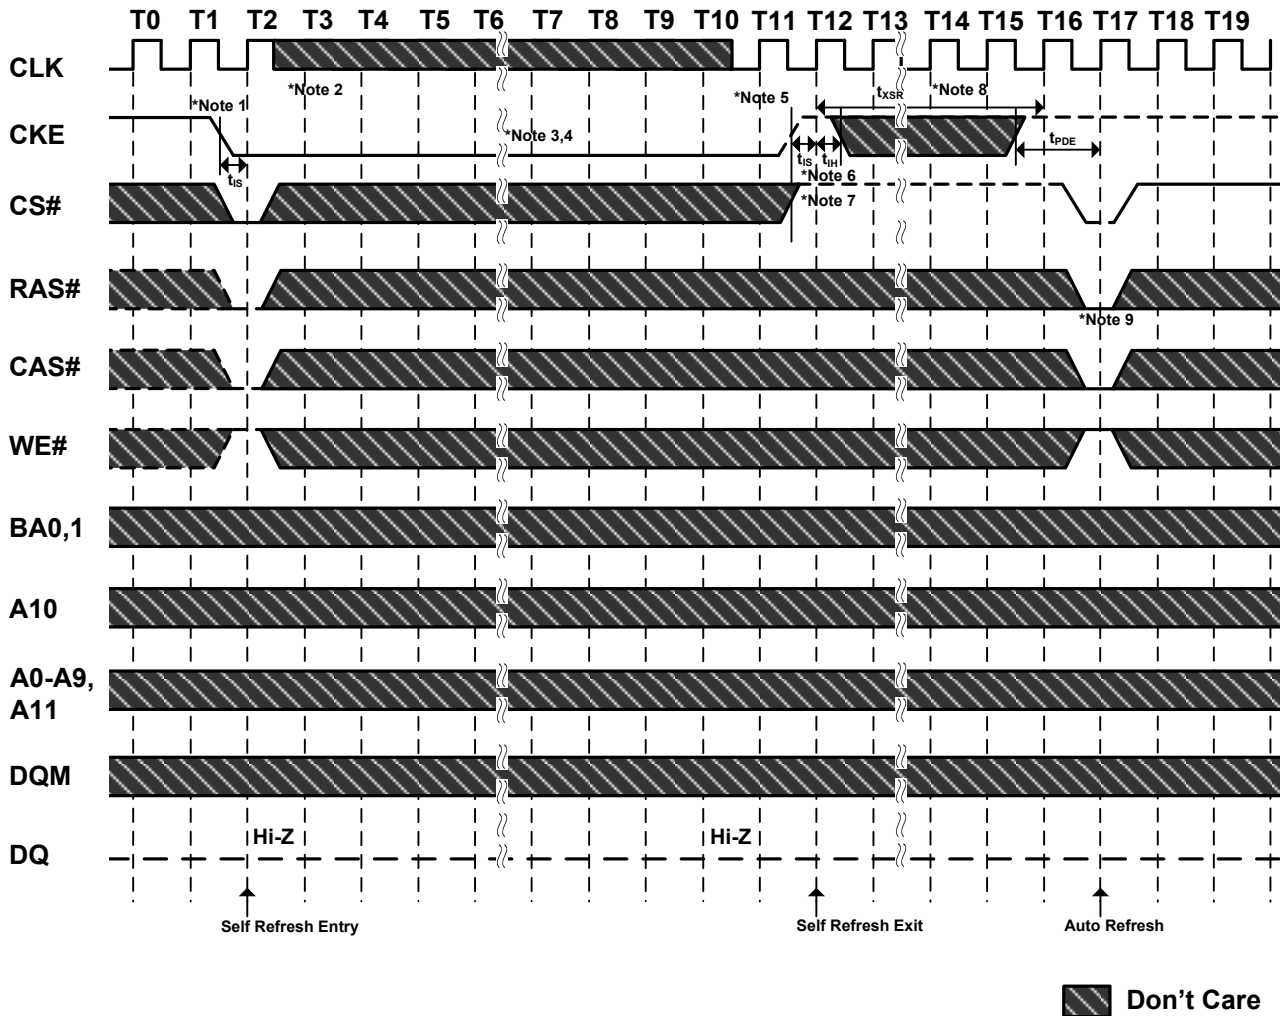 T0 T1 T2 T3 T4 T5 T6 T7 T8 T9 T10 T11 T12 T13 T14 T15 T16 T17 T18 T19
CLK
*Note 2
*Note 5
tXSR
*Note 8
*Note 1
CKE
*Note 3,4
tIS
tIS
tIH
tPDE
*Note 6
CS#
*Note 7
RAS#
*Note 9
CAS#
WE#
BA0,1
A10
A0-A9,
A11
DQM
Hi-Z
Hi-Z
DQ
Self Refresh Entry
Self Refresh Exit
Auto Refresh
Don't Care